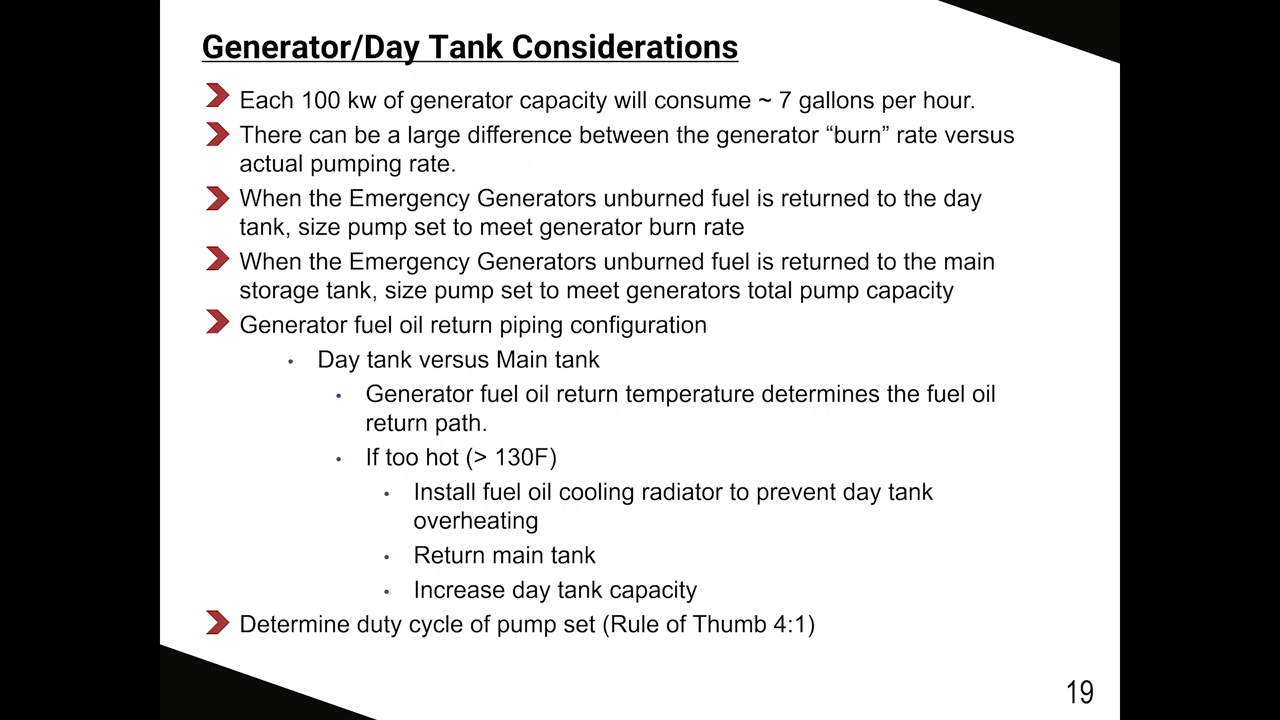 Generator/Day Tank Considerations
Each 100 kw of generator capacity will consume ~ 7 gallons per hour.
There can be a large difference between the generator “burn” rate versus
actual pumping rate.
When the Emergency Generators unburned fuel is returned to the day
tank, size pump set to meet generator burn rate
When the Emergency Generators unburned fuel is returned to the main
storage tank, size pump set to meet generators total pump capacity
Generator fuel oil return piping configuration
Day tank versus Main tank
Generator fuel oil return temperature determines the fuel oil
return path.
If too hot (> 130F)
Install fuel oil cooling radiator to prevent day tank
overheating
Return main tank
Increase day tank capacity
Determine duty cycle of pump set (Rule of Thumb 4:1)
19